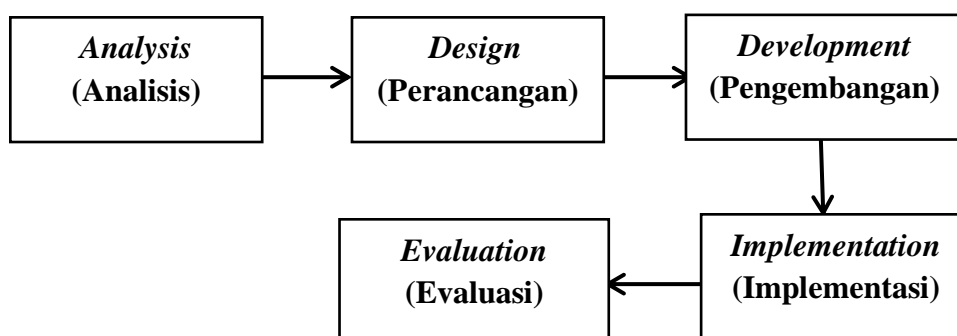 Analysis
(Analisis)
Design
(Perancangan)
Development
(Pengembangan)
Implementation
(Implementasi)
Evaluation
(Evaluasi)